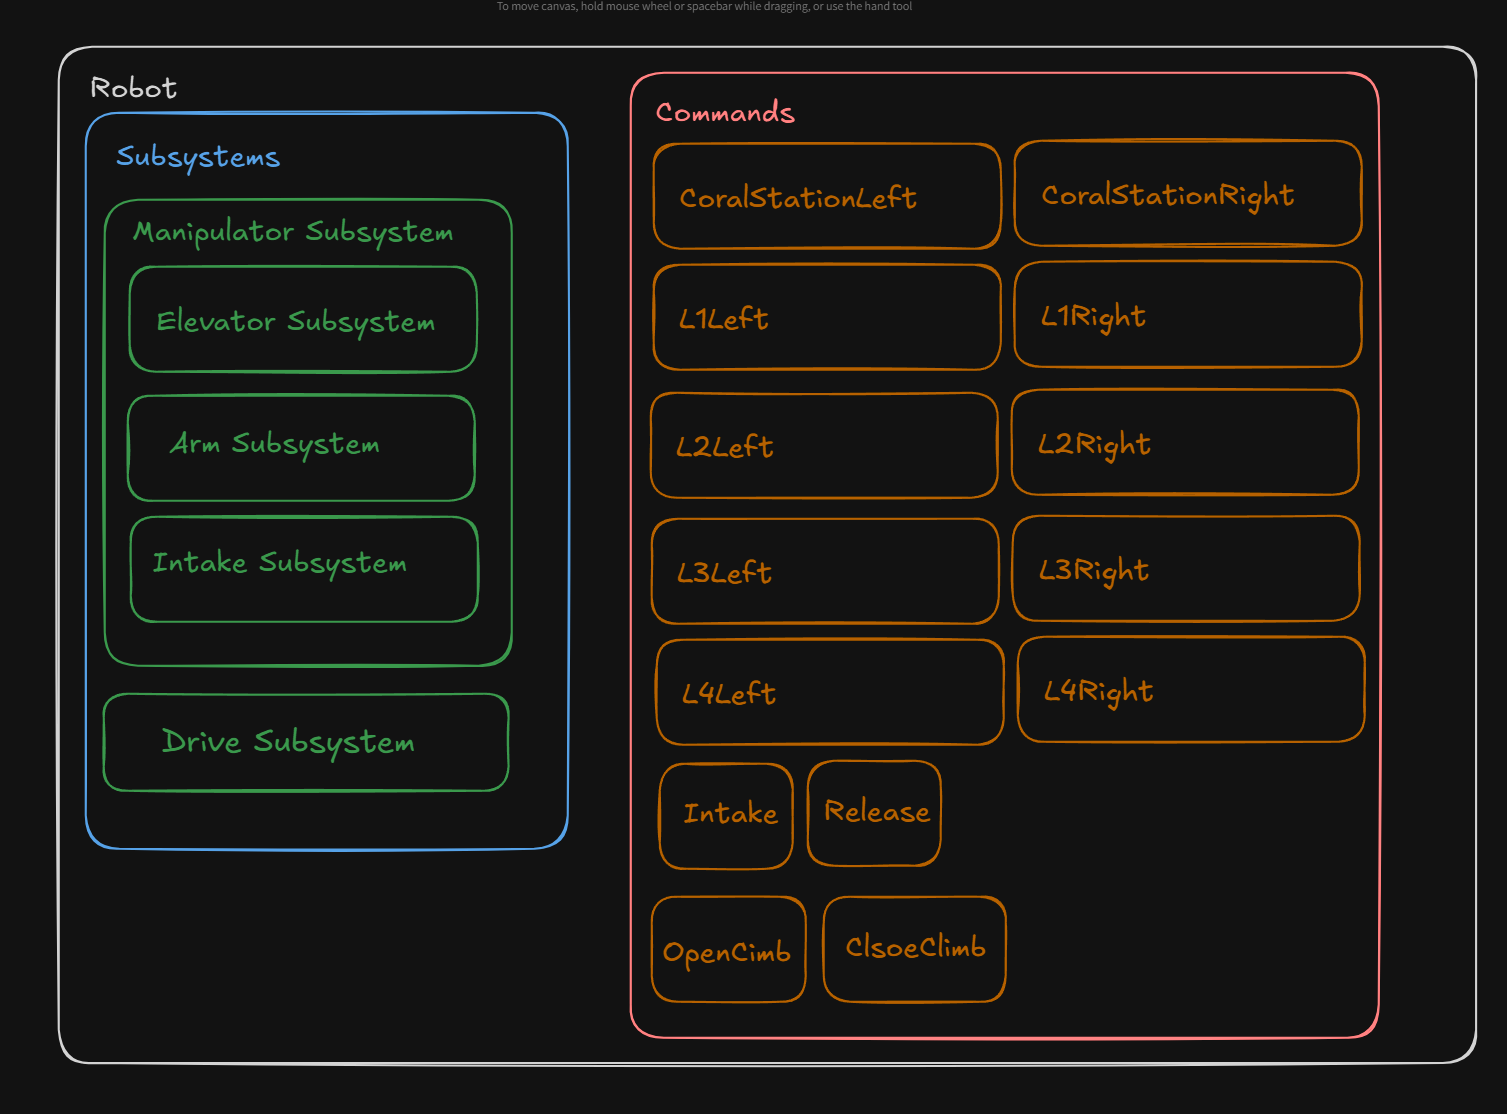 To move canvas, hold mouse wheel or spacebar while dragging, or use the hand tool
Robot
Subsystems
Manipulator Subsystem
Elevator Subsystem
Arm Subsystem
Intake Subsystem
Drive Subsystem
Commands
CoralStationLeft
CoralStationRight
L1Left
L1Right
L2Left
L2Right
L3Left
L3Right
L4Left
L4Right
Intake
Release
OpenCimb
ClsoeClimb